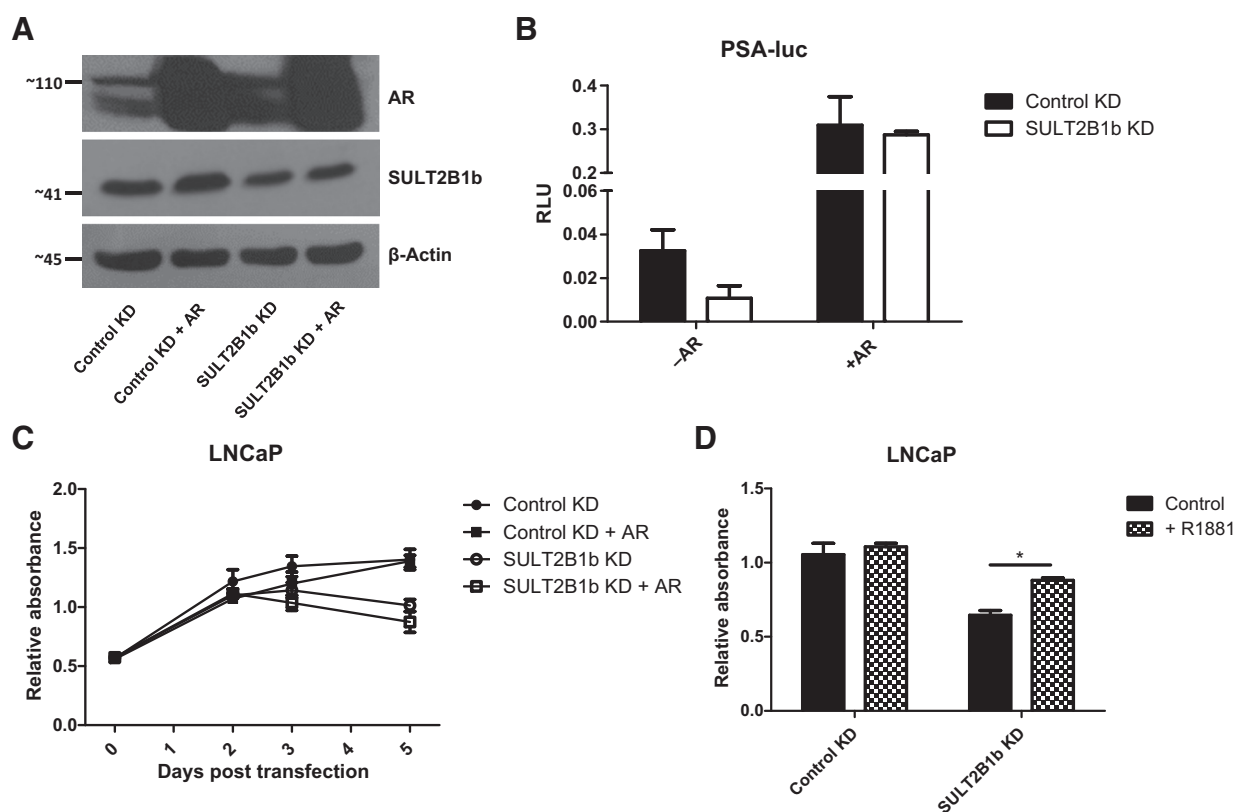 A
~110
AR
~41
SULT2B1b
~45
β-Actin
Control KD
Control KD + AR
SULT2B1b KD
SULT2B1b KD + AR
B
PSA-luc
RLU
0.4
0.3
0.2
0.06
0.04
0.02
0.00
–AR
+AR
Control KD
SULT2B1b KD
C
LNCaP
Relative absorbance
2.0
1.5
1.0
0.5
0.0
0 1 2 3 4 5
Days post transfection
Control KD
Control KD + AR
SULT2B1b KD
SULT2B1b KD + AR
D
LNCaP
Relative absorbance
1.5
1.0
0.5
0.0
*
Control KD
SULT2B1b KD
Control
+ R1881